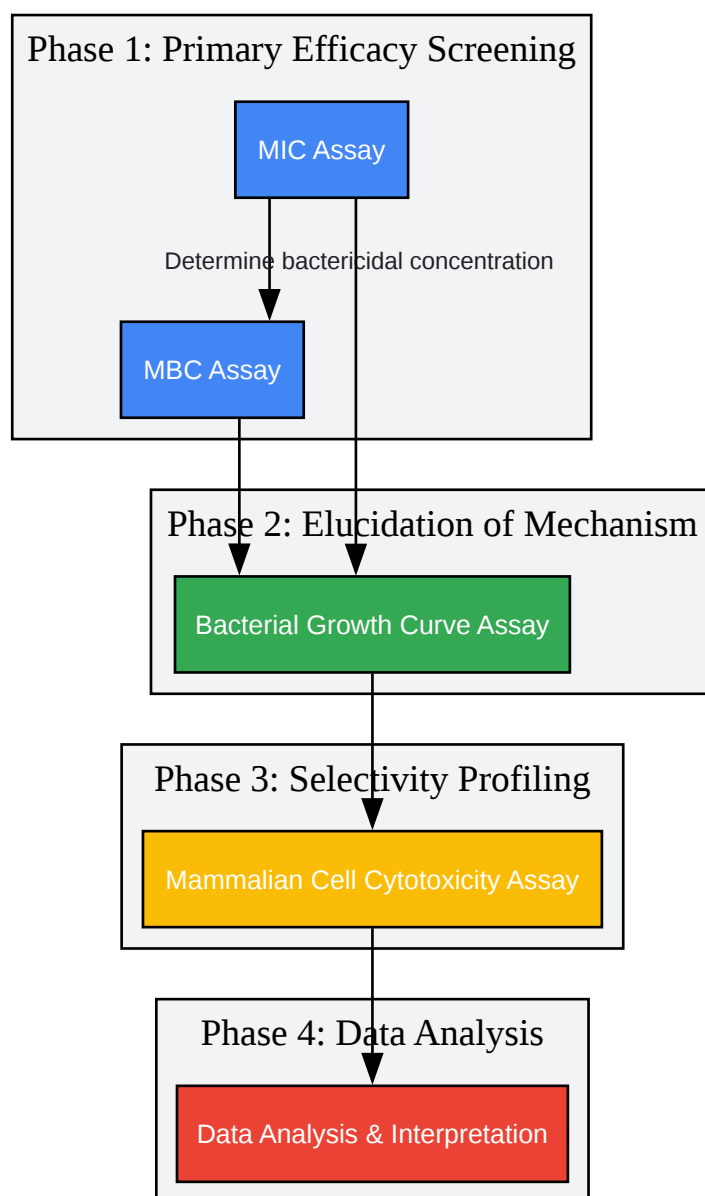 Phase 1: Primary Efficacy Screening
MIC Assay
Determine bactericidal concentration
MBC Assay
Phase 2: Elucidation of Mechanism
Bacterial Growth Curve Assay
Phase 3: Selectivity Profiling
Mammalian Cell Cytotoxicity Assay
Phase 4: Data Analysis
Data Analysis & Interpretation